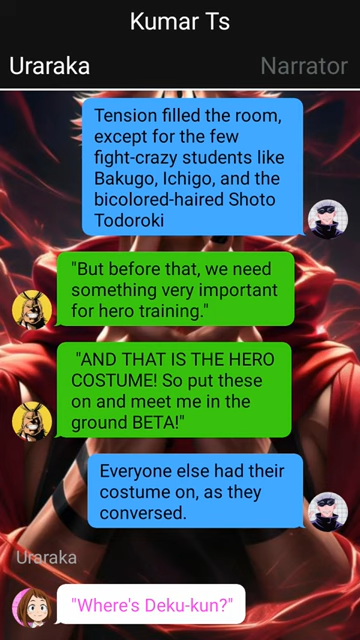 Kumar Ts
Uraraka
Narrator
Tension filled the room,
except for the few
fight-crazy students like
Bakugo, Ichigo, and the
bicolored-haired Shoto
Todoroki
"But before that, we need
something very important
for hero training."
"AND THAT IS THE HERO
COSTUME! So put these
on and meet me in the
ground BETA!"
Everyone else had their
costume on, as they
conversed.
Uraraka
"Where's Deku-kun?"